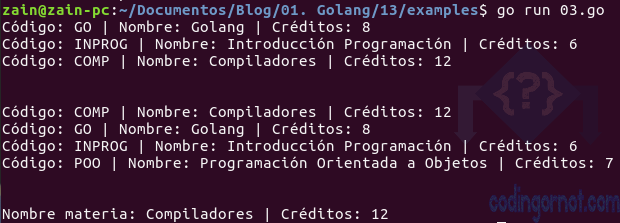 zain@zain-pc:~/Documentos/Blog/01. Golang/13/examples$ go run 03.go
Código: GO | Nombre: Golang | Créditos: 8
Código: INPROG | Nombre: Introducción Programación | Créditos: 6
Código: COMP | Nombre: Compiladores | Créditos: 12
Código: COMP | Nombre: Compiladores | Créditos: 12
Código: GO | Nombre: Golang | Créditos: 8
Código: INPROG | Nombre: Introducción Programación | Créditos: 6
Código: POO | Nombre: Programación Orientada a Objetos | Créditos: 7
Nombre materia: Compiladores | Créditos: 12
{?}
codingornot.com